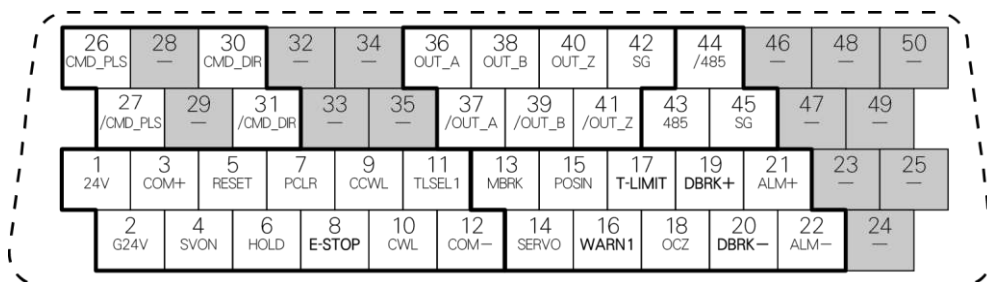 26 28 30 32 34 36 38 40 42 44 46 48 50
CMD_PLS — CMD_DIR — — OUT_A OUT_B OUT_Z SG /485 — — —
27 29 31 33 35 37 39 41 43 45 47 49
/CMD_PLS — /CMD_DIR — — /OUT_A /OUT_B /OUT_Z 485 SG — —
1 3 5 7 9 11 13 15 17 19 21 23 25
24V COM+ RESET PCLR CCWL TLSEL1 MBRK POSIN T-LIMIT DBRK+ ALM+ — —
2 4 6 8 10 12 14 16 18 20 22 24
G24V SVON HOLD E-STOP CWL COM— SERVO WARN1 OCZ DBRK— ALM— —